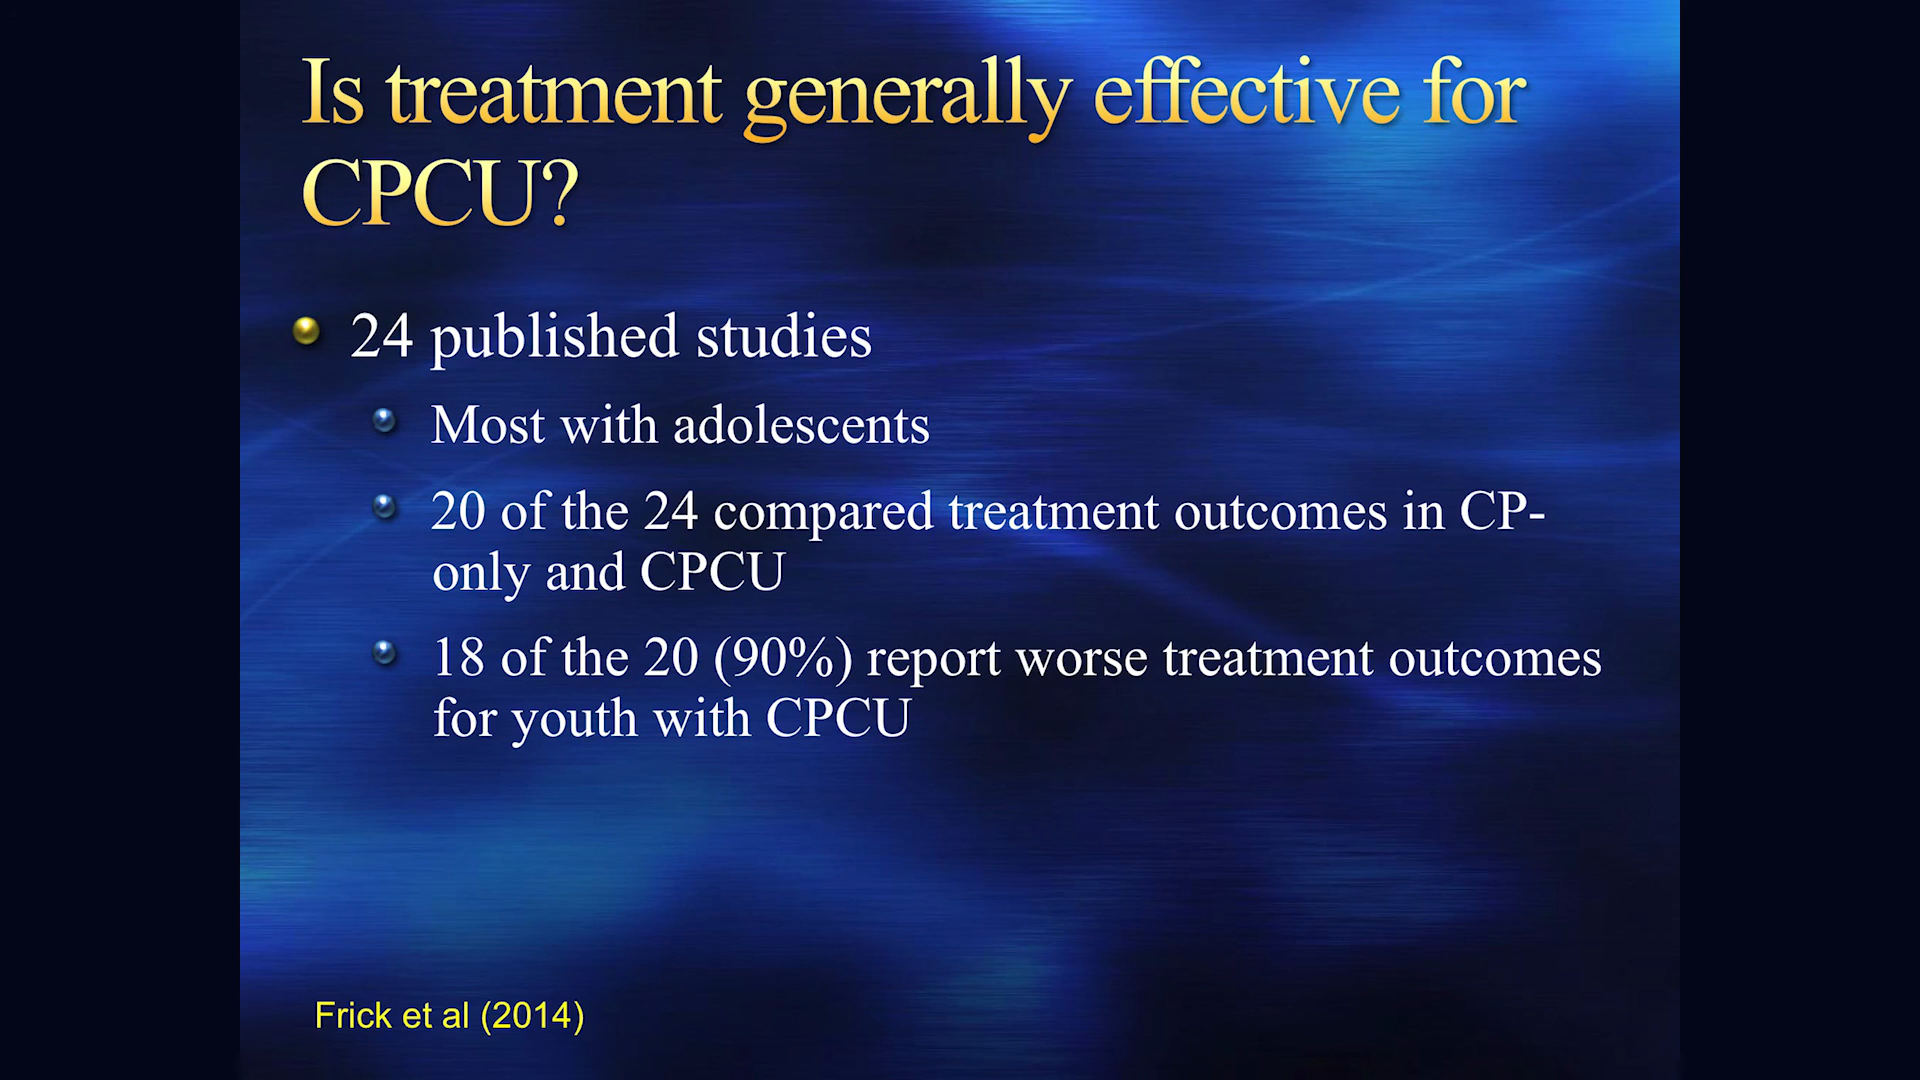 Is treatment generally effective for
CPCU?
24 published studies
Most with adolescents
20 of the 24 compared treatment outcomes in CP-
only and CPCU
18 of the 20 (90%) report worse treatment outcomes
for youth with CPCU
Frick et al (2014)